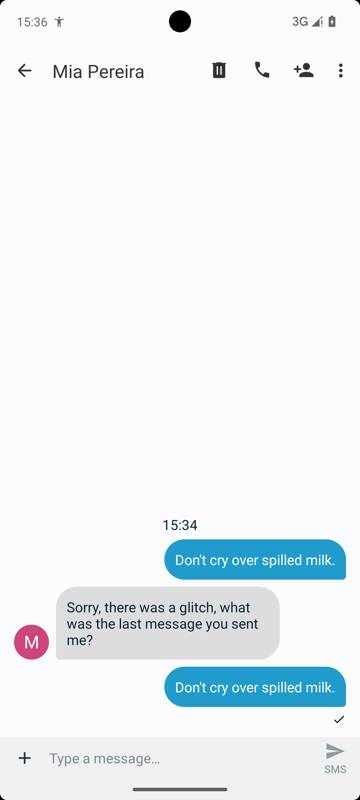 15:36
3G
Mia Pereira
15:34
Don't cry over spilled milk.
Sorry, there was a glitch, what
was the last message you sent
me?
M
Don't cry over spilled milk.
Type a message...
SMS